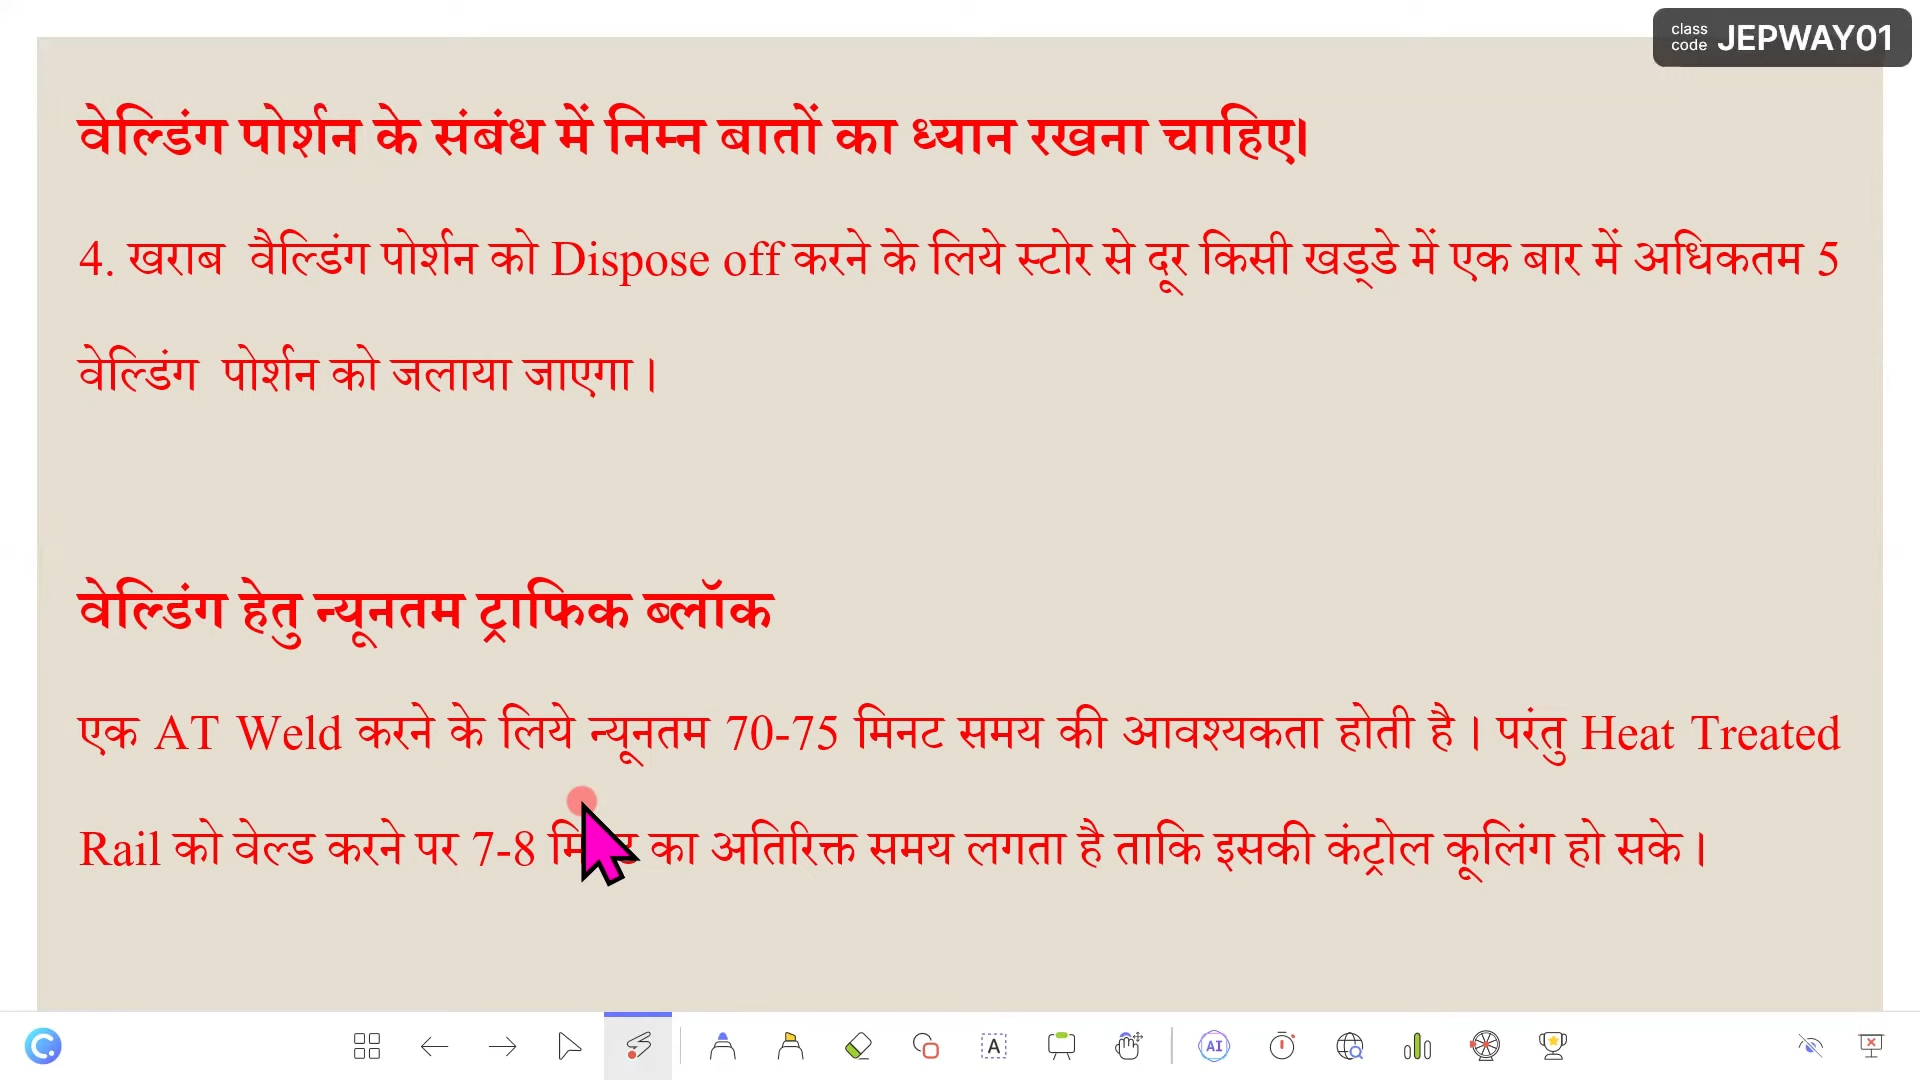 class
code JEPWAY01
वेल्डिंग पोर्शन के संबंध में निम्न बातों का ध्यान रखना चाहिए।
4. खराब वैल्डिंग पोर्शन को Dispose off करने के लिये स्टोर से दूर किसी खड्डे में एक बार में अधिकतम 5
वेल्डिंग पोर्शन को जलाया जाएगा।
वेल्डिंग हेतु न्यूनतम ट्राफिक ब्लॉक
एक AT Weld करने के लिये न्यूनतम 70-75 मिनट समय की आवश्यकता होती है। परंतु Heat Treated
Rail को वेल्ड करने पर 7-8 का अतिरिक्त समय लगता है ताकि इसकी कंट्रोल कूलिंग हो सके।
A
AI